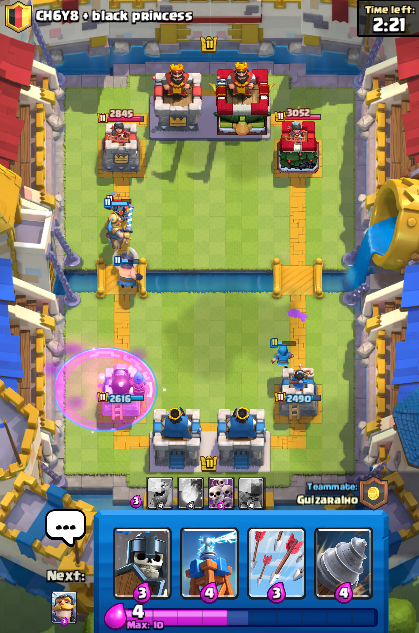 CH6Y8 + black princess
Time left:
2:21
2845
3052
2616
2490
3
Teammate:
Guizaralho
3
4
3
4
Next:
4
Max: 10